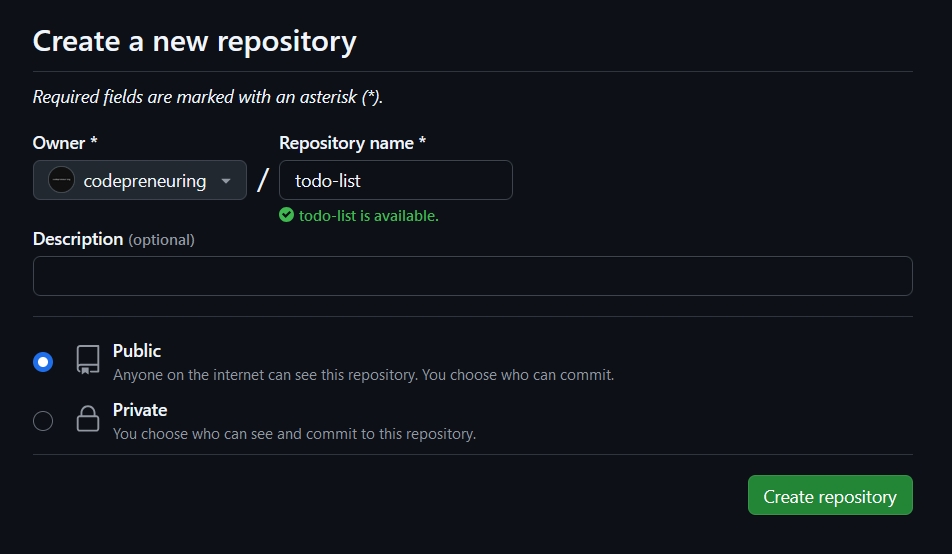 Create a new repository
Required fields are marked with an asterisk (*).
Owner *
Repository name *
codepreneuring / todo-list
todo-list is available.
Description (optional)
Public
Anyone on the internet can see this repository. You choose who can commit.
Private
You choose who can see and commit to this repository.
Create repository